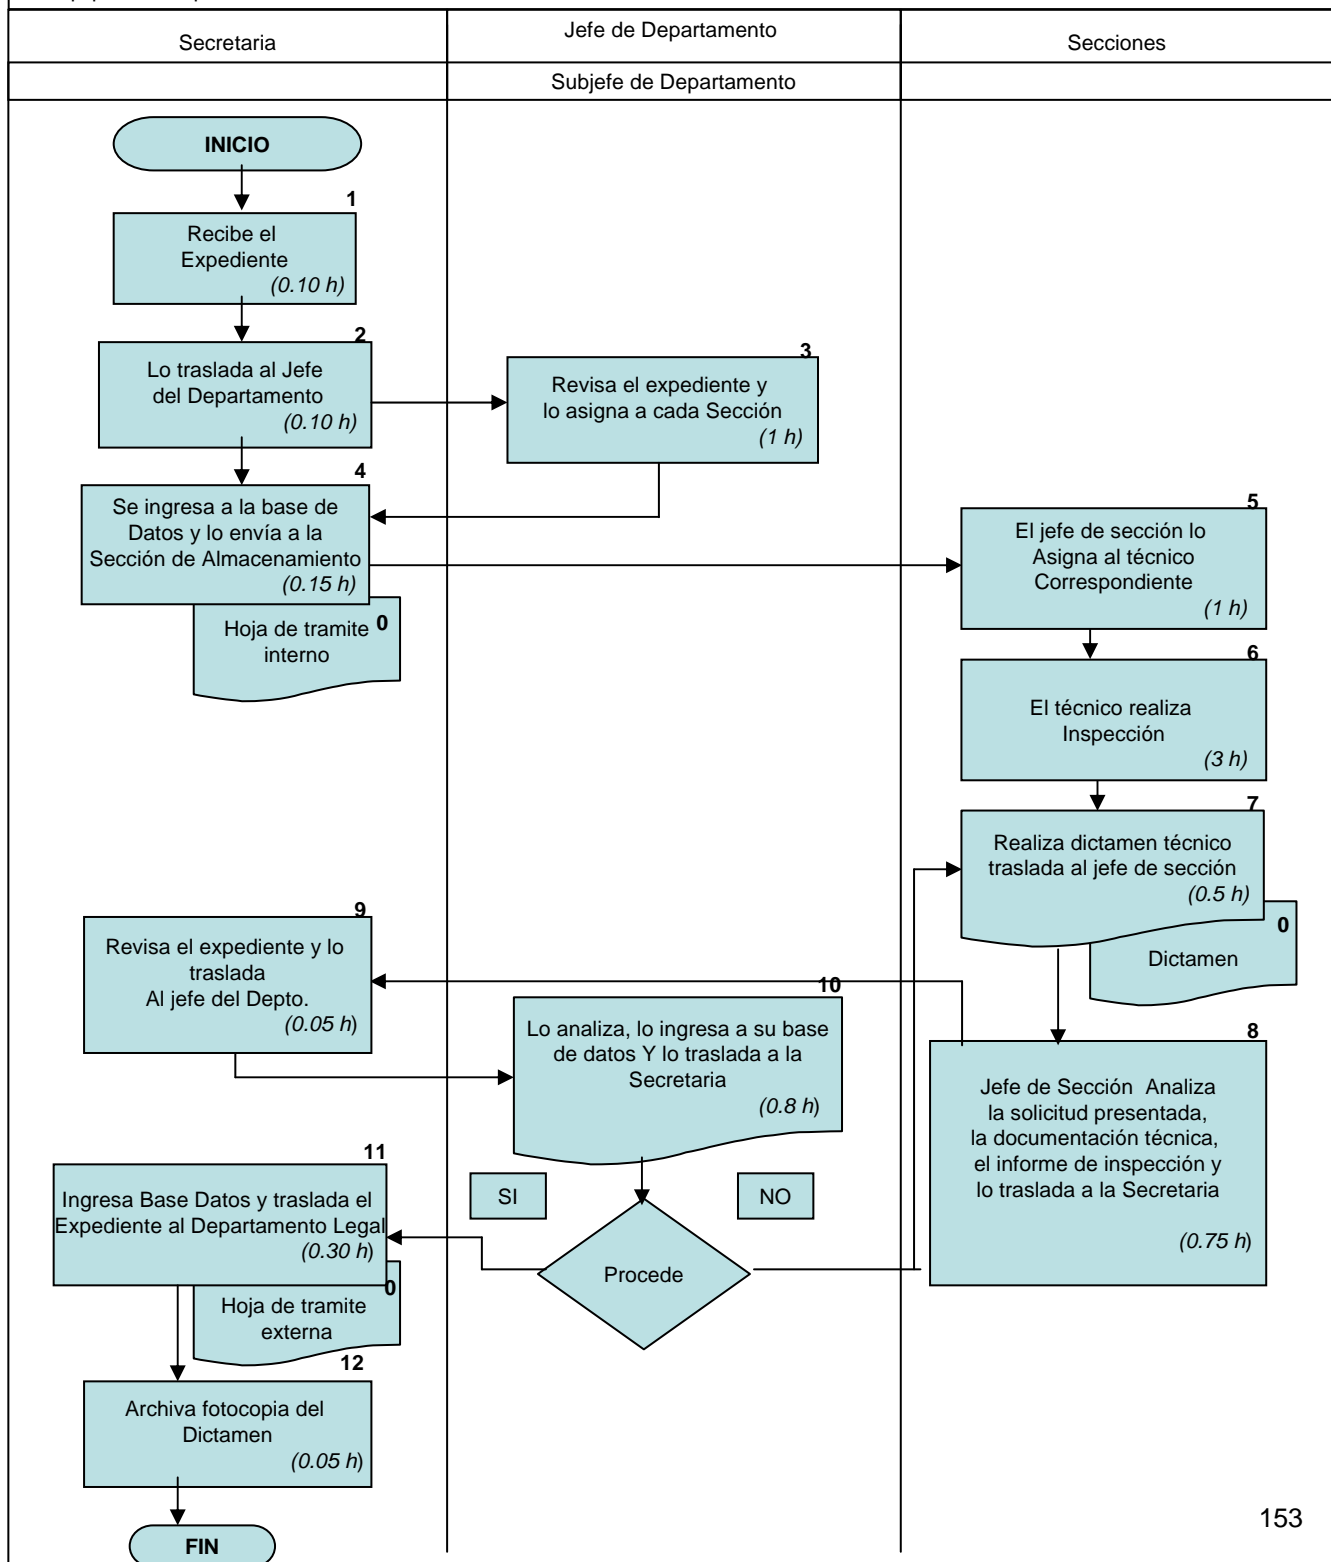 Secretaria
Jefe de Departamento
Secciones
Subjefe de Departamento
INICIO
1
Recibe el
Expediente
(0.10 h)
2
Lo traslada al Jefe
del Departamento
(0.10 h)
3
Revisa el expediente y
lo asigna a cada Sección
(1 h)
4
Se ingresa a la base de
Datos y lo envía a la
Sección de Almacenamiento
(0.15 h)
Hoja de tramite
interno
0
5
El jefe de sección lo
Asigna al técnico
Correspondiente
(1 h)
6
El técnico realiza
Inspección
(3 h)
7
Realiza dictamen técnico
traslada al jefe de sección
(0.5 h)
0
Dictamen
8
Jefe de Sección  Analiza
la solicitud presentada,
la documentación técnica,
el informe de inspección y
lo traslada a la Secretaria
(0.75 h)
9
Revisa el expediente y lo
traslada
Al jefe del Depto.
(0.05 h)
10
Lo analiza, lo ingresa a su base
de datos Y lo traslada a la
Secretaria
(0.8 h)
SI
NO
Procede
11
Ingresa Base Datos y traslada el
Expediente al Departamento Legal
(0.30 h)
0
Hoja de tramite
externa
12
Archiva fotocopia del
Dictamen
(0.05 h)
FIN
153